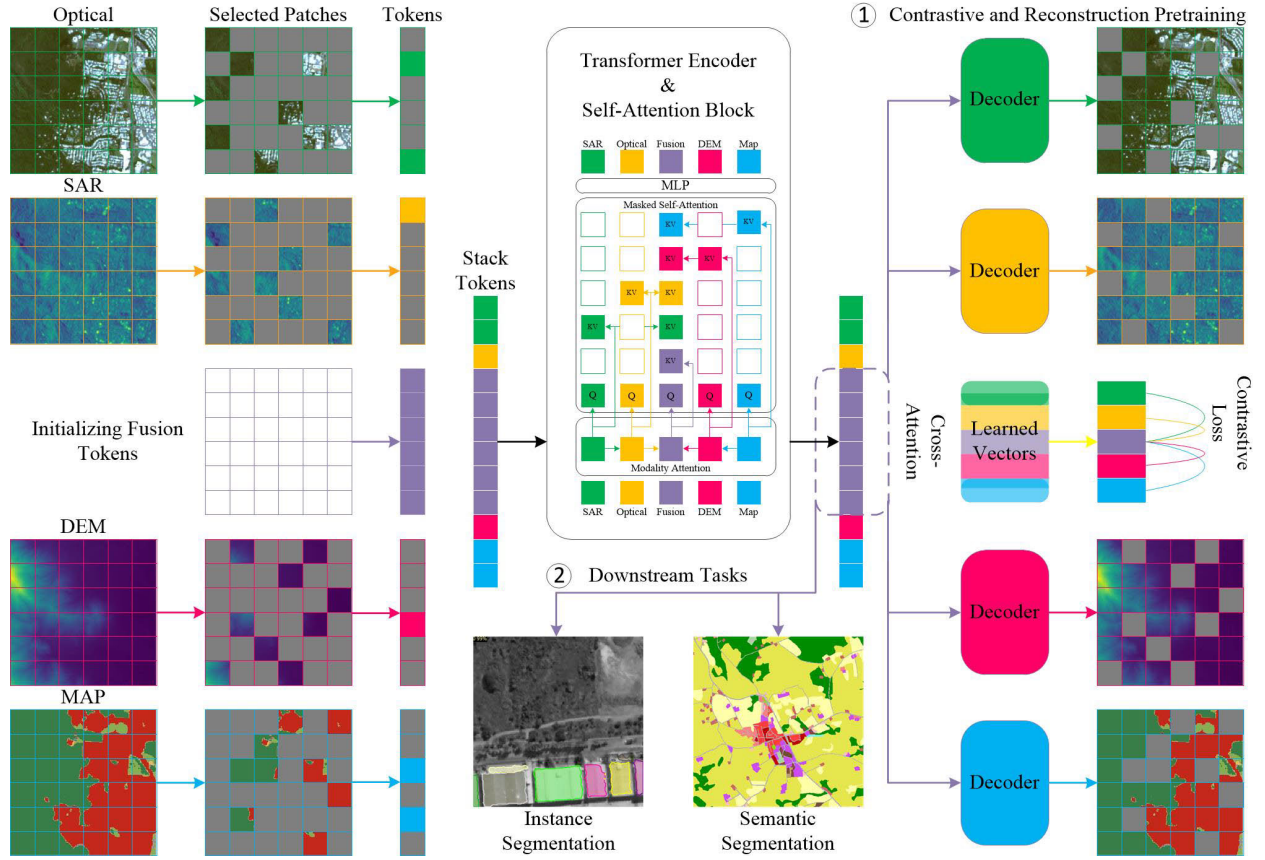 Optical
Selected Patches
Tokens
SAR
Initializing Fusion
Tokens
DEM
MAP
Stack
Tokens
Transformer Encoder
&
Self-Attention Block
SAR Optical Fusion DEM Map
MLP
Masked Self-Attention
KV KV
KV KV
KV KV
KV KV
KV
Q Q Q Q Q
Modality Attention
SAR Optical Fusion DEM Map
② Downstream Tasks
Instance
Segmentation
Semantic
Segmentation
① Contrastive and Reconstruction Pretraining
Decoder
Decoder
Cross-
Attention
Learned
Vectors
Contrastive
Loss
Decoder
Decoder